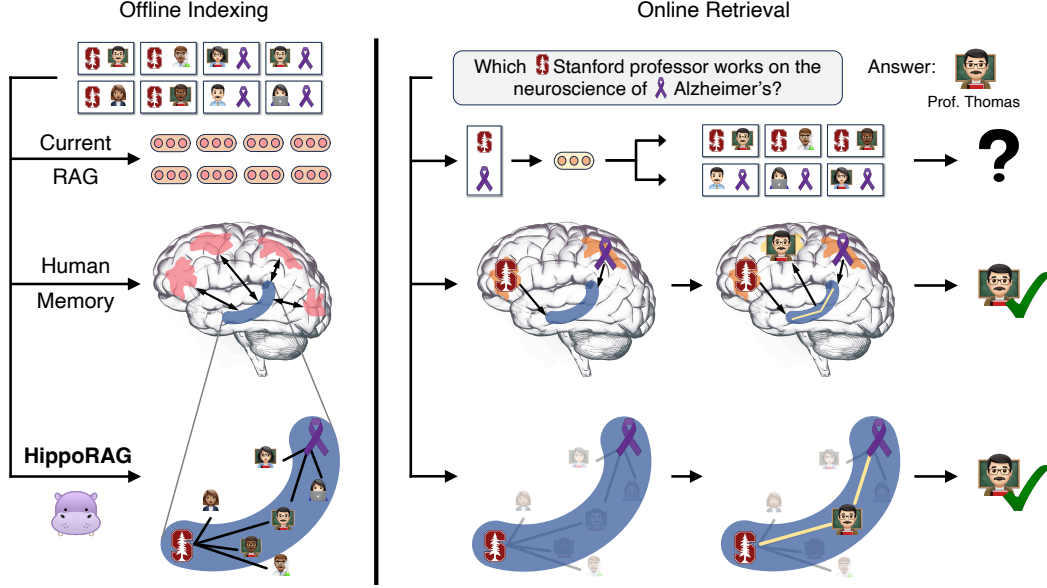 Offline Indexing
Online Retrieval
Which S Stanford professor works on the
neuroscience of Alzheimer's?
Answer:
Prof. Thomas
Current
RAG
?
Human
Memory
HippoRAG